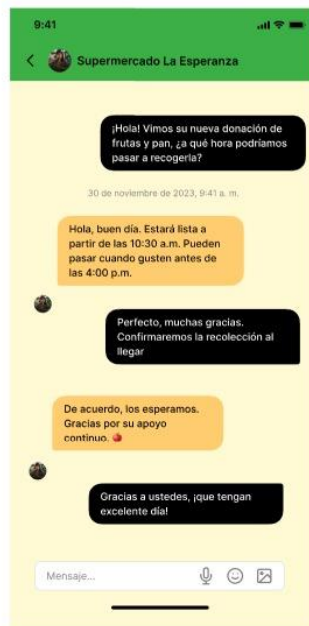 9:41
Supermercado La Esperanza
¡Hola! Vimos su nueva donación de
frutas y pan, ¿a qué hora podríamos
pasar a recogerla?
30 de noviembre de 2023, 9:41 a. m.
Hola, buen día. Estará lista a
partir de las 10:30 a.m. Pueden
pasar cuando gusten antes de
las 4:00 p.m.
Perfecto, muchas gracias.
Confirmaremos la recolección al
llegar
De acuerdo, los esperamos.
Gracias por su apoyo
continuo. 🍎
Gracias a ustedes, ¡que tengan
excelente día!
Mensaje...